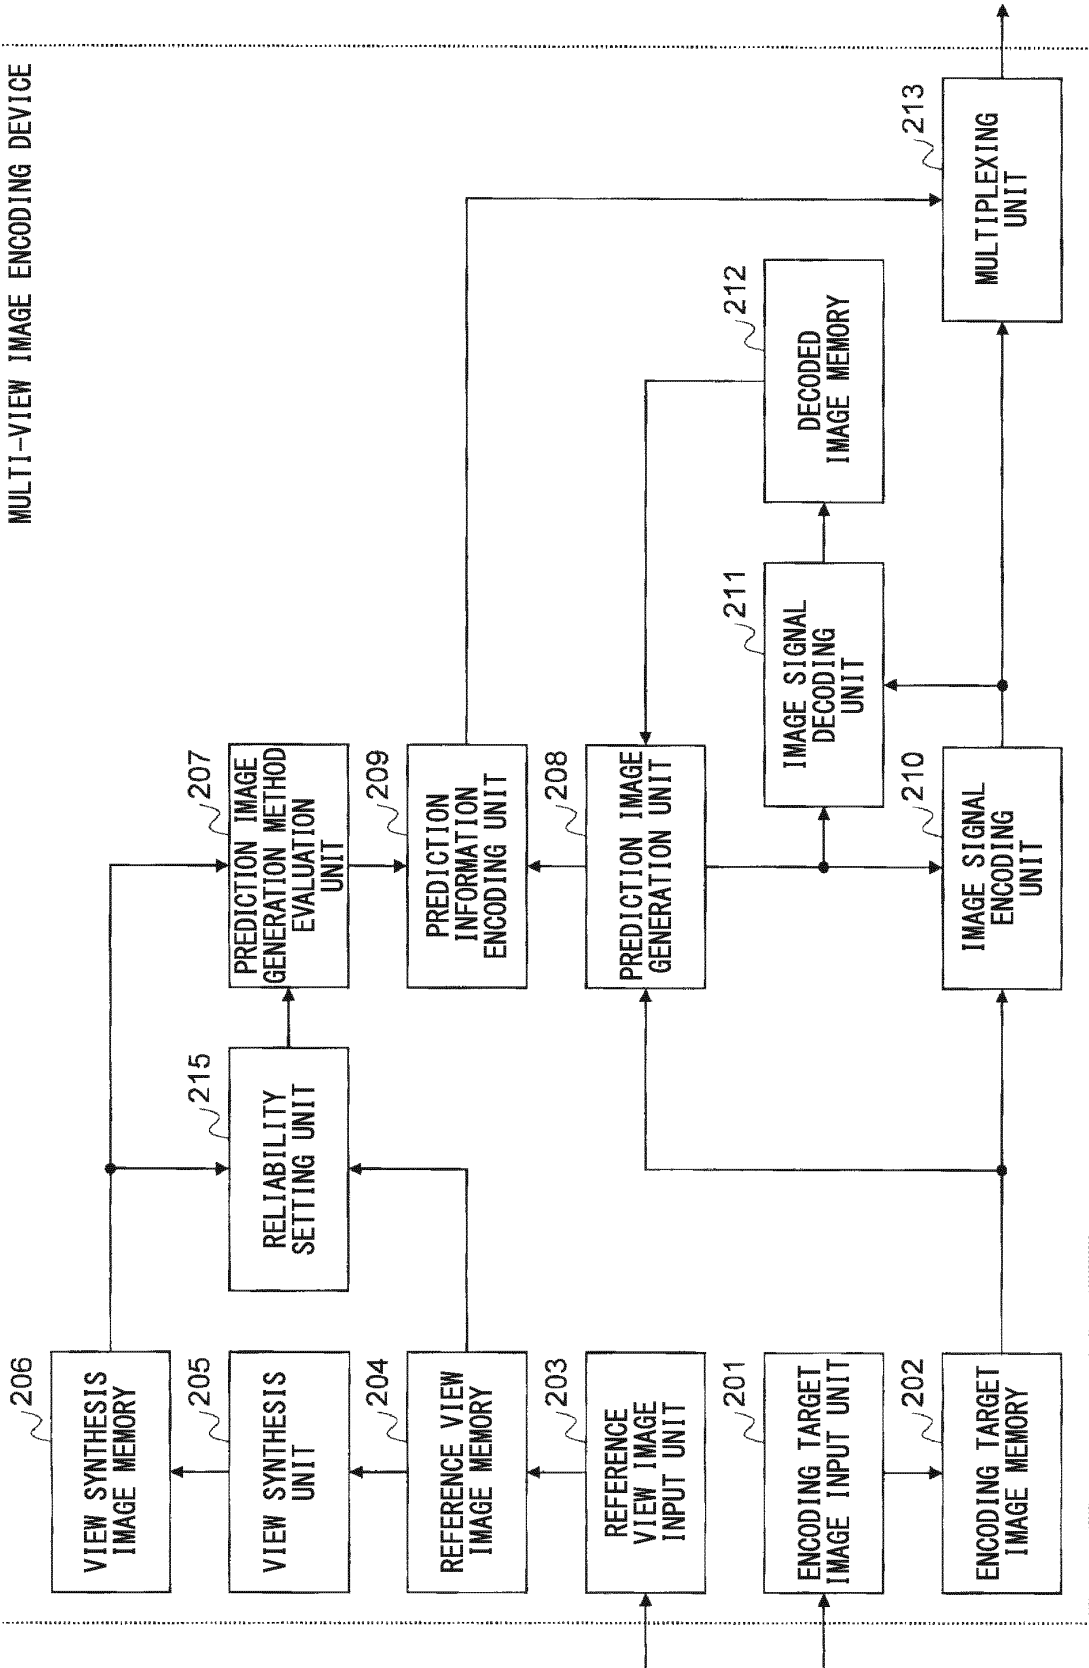 MULTI-VIEW IMAGE ENCODING DEVICE
206
VIEW SYNTHESIS
IMAGE MEMORY
205
VIEW SYNTHESIS
UNIT
204
REFERENCE VIEW
IMAGE MEMORY
203
REFERENCE
VIEW IMAGE
INPUT UNIT
201
ENCODING TARGET
IMAGE INPUT UNIT
202
ENCODING TARGET
IMAGE MEMORY
215
RELIABILITY
SETTING UNIT
207
PREDICTION IMAGE
GENERATION METHOD
EVALUATION
UNIT
209
PREDICTION
INFORMATION
ENCODING UNIT
208
PREDICTION IMAGE
GENERATION UNIT
210
IMAGE SIGNAL
ENCODING
UNIT
211
IMAGE SIGNAL
DECODING
UNIT
212
DECODED
IMAGE MEMORY
213
MULTIPLEXING
UNIT